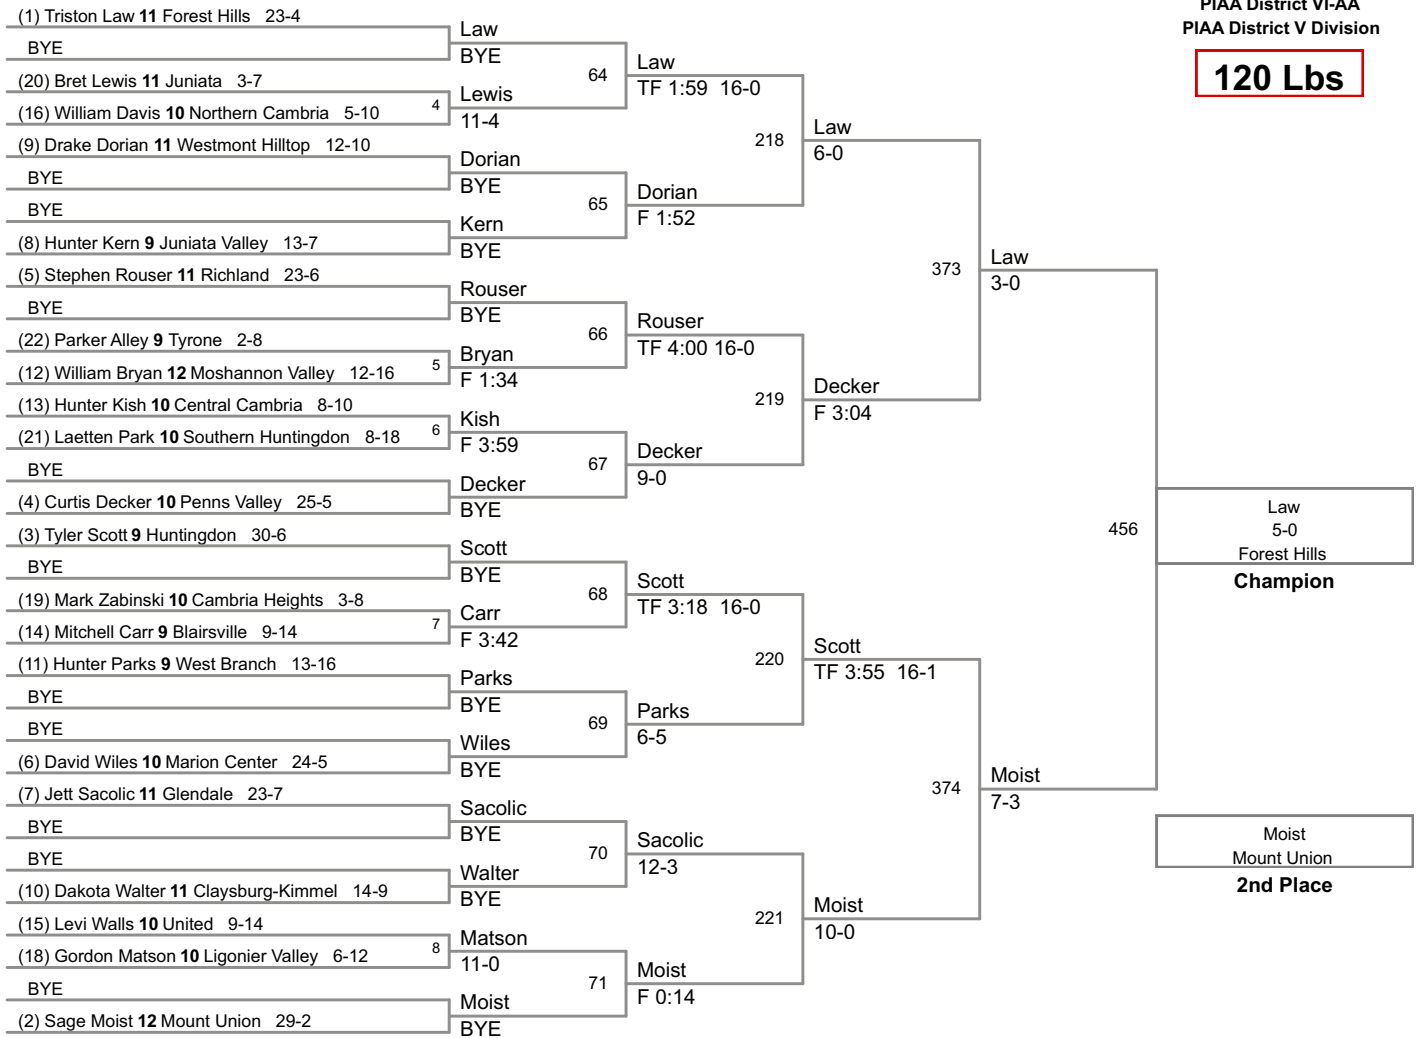 PIAA District VI-AA
PIAA District V Division
120 Lbs
(1) Triston Law 11 Forest Hills 23-4
BYE
(20) Bret Lewis 11 Juniata 3-7
(16) William Davis 10 Northern Cambria 5-10
(9) Drake Dorian 11 Westmont Hilltop 12-10
BYE
BYE
(8) Hunter Kern 9 Juniata Valley 13-7
(5) Stephen Rouser 11 Richland 23-6
BYE
(22) Parker Alley 9 Tyrone 2-8
(12) William Bryan 12 Moshannon Valley 12-16
(13) Hunter Kish 10 Central Cambria 8-10
(21) Laetten Park 10 Southern Huntingdon 8-18
BYE
(4) Curtis Decker 10 Penns Valley 25-5
(3) Tyler Scott 9 Huntingdon 30-6
BYE
(19) Mark Zabinski 10 Cambria Heights 3-8
(14) Mitchell Carr 9 Blairsville 9-14
(11) Hunter Parks 9 West Branch 13-16
BYE
BYE
(6) David Wiles 10 Marion Center 24-5
(7) Jett Sacolic 11 Glendale 23-7
BYE
BYE
(10) Dakota Walter 11 Claysburg-Kimmel 14-9
(15) Levi Walls 10 United 9-14
(18) Gordon Matson 10 Ligonier Valley 6-12
BYE
(2) Sage Moist 12 Mount Union 29-2
4
5
6
7
8
Law
BYE
Lewis
11-4
Dorian
BYE
Kern
BYE
Rouser
BYE
Bryan
F 1:34
Kish
F 3:59
Decker
BYE
Scott
BYE
Carr
F 3:42
Parks
BYE
Wiles
BYE
Sacolic
BYE
Walter
BYE
Matson
11-0
Moist
BYE
64
65
66
67
68
69
70
71
Law
TF 1:59 16-0
Dorian
F 1:52
Rouser
TF 4:00 16-0
Decker
9-0
Scott
TF 3:18 16-0
Parks
6-5
Sacolic
12-3
Moist
F 0:14
218
219
220
221
Law
6-0
Decker
F 3:04
Scott
TF 3:55 16-1
Moist
10-0
373
374
Law
3-0
Moist
7-3
456
Law
5-0
Forest Hills
Champion
Moist
Mount Union
2nd Place